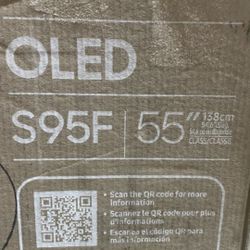 OLED
S95F 55" 138cm
CLASS/CLASSE
• Scan the QR code for more
information
• Scannez le QR code pour plus
d'informations
• Escanea el código QR para
más información